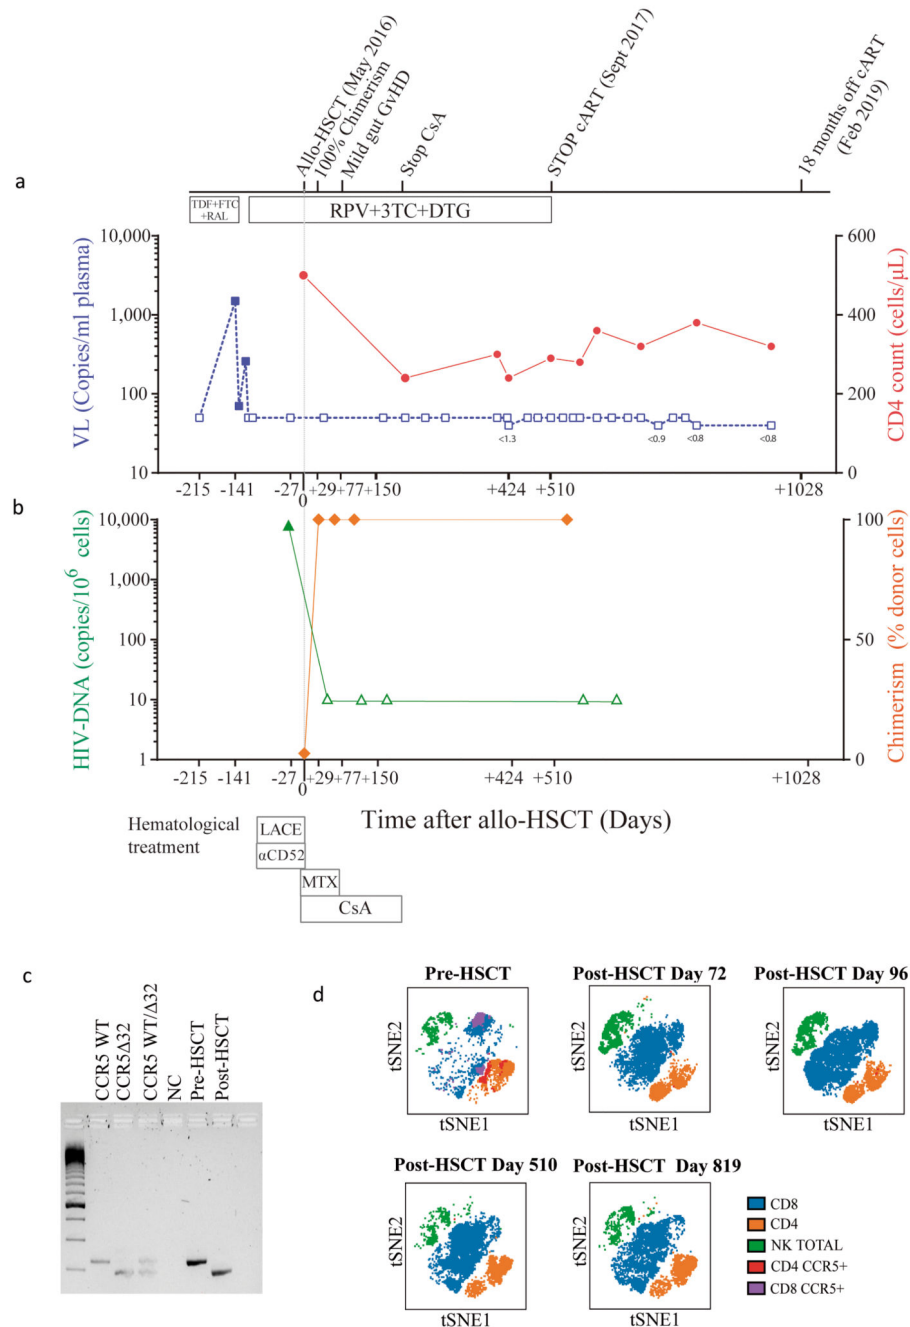 Allo-HSCT (May 2016)
100% Chimerism
Mild gut GvHD
Stop CsA
STOP cART (Sept 2017)
18 months off cART
(Feb 2019)
a
TDF+FTC
+RAL
RPV+3TC+DTG
VL (Copies/ml plasma)
10,000
1,000
100
10
CD4 count (cells/µL)
600
400
200
0
<1.3
<0.9
<0.8
<0.8
-215
-141
-27
0
+29
+77
+150
+424
+510
+1028
b
HIV-DNA (copies/10⁶ cells)
10,000
1,000
100
10
1
Chimerism (% donor cells)
100
50
0
-215
-141
-27
0
+29
+77
+150
+424
+510
+1028
Time after allo-HSCT (Days)
Hematological
treatment
LACE
αCD52
MTX
CsA
c
CCR5 WT
CCR5Δ32
CCR5 WT/Δ32
NC
Pre-HSCT
Post-HSCT
d
Pre-HSCT
tSNE2
tSNE1
Post-HSCT Day 72
tSNE2
tSNE1
Post-HSCT Day 96
tSNE2
tSNE1
Post-HSCT Day 510
tSNE2
tSNE1
Post-HSCT Day 819
tSNE2
tSNE1
CD8
CD4
NK TOTAL
CD4 CCR5+
CD8 CCR5+